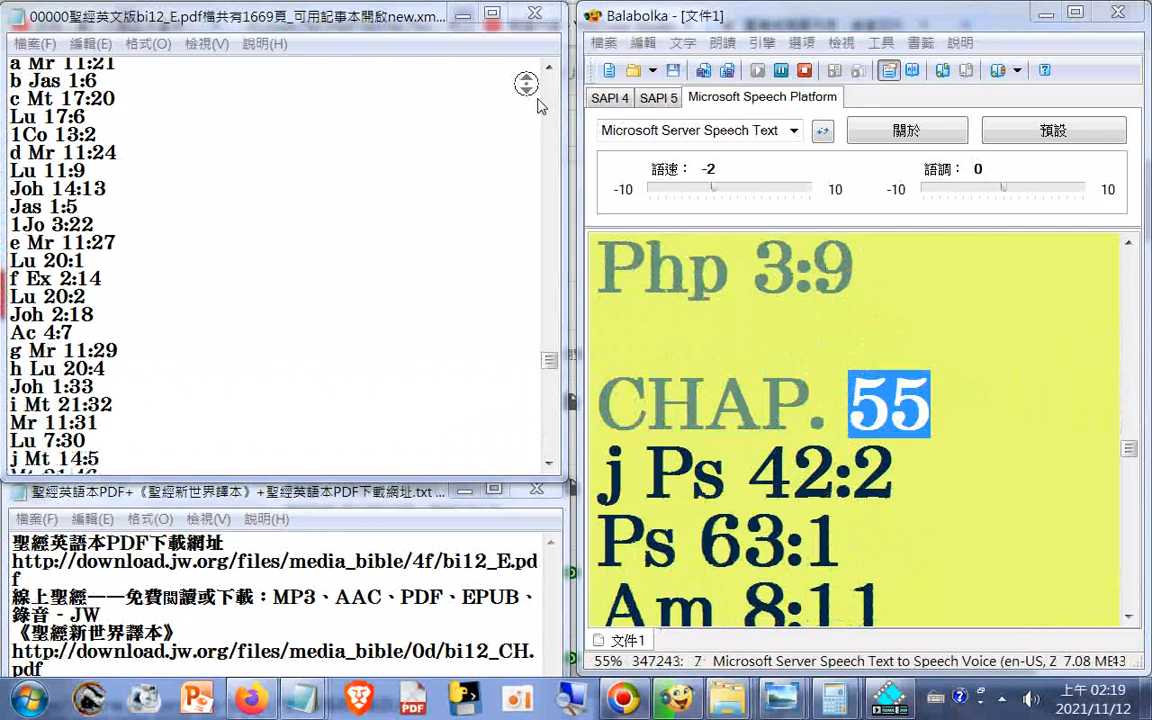 00000聖經英文版bi12_E.pdf檔共有1669頁_可用記事本開啟new.xm...
檔案(F) 編輯(E) 格式(O) 檢視(V) 說明(H)
a Mr 11:21
b Jas 1:6
c Mt 17:20
Lu 17:6
1Co 13:2
d Mr 11:24
Lu 11:9
Joh 14:13
Jas 1:5
1Jo 3:22
e Mr 11:27
Lu 20:1
f Ex 2:14
Lu 20:2
Joh 2:18
Ac 4:7
g Mr 11:29
h Lu 20:4
Joh 1:33
i Mt 21:32
Mr 11:31
Lu 7:30
j Mt 14:5
聖經英語本PDF+《聖經新世界譯本》+聖經英語本PDF下載網址.txt ...
檔案(F) 編輯(E) 格式(O) 檢視(V) 說明(H)
聖經英語本PDF下載網址
http://download.jw.org/files/media_bible/4f/bi12_E.pd
f
線上聖經——免費閱讀或下載：MP3、AAC、PDF、EPUB、
錄音 - JW
《聖經新世界譯本》
http://download.jw.org/files/media_bible/0d/bi12_CH.
pdf
Balabolka - [文件1]
檔案 編輯 文字 朗讀 引擎 選項 檢視 工具 書籤 說明
SAPI 4 SAPI 5 Microsoft Speech Platform
Microsoft Server Speech Text 關於 預設
語速： -2 語調： 0
-10 10 -10 10
Php 3:9
CHAP. 55
j Ps 42:2
Ps 63:1
Am 8:11
文件1
55% 347243: 7 Microsoft Server Speech Text to Speech Voice (en-US, Z 7.08 ME
上午 02:19
2021/11/12